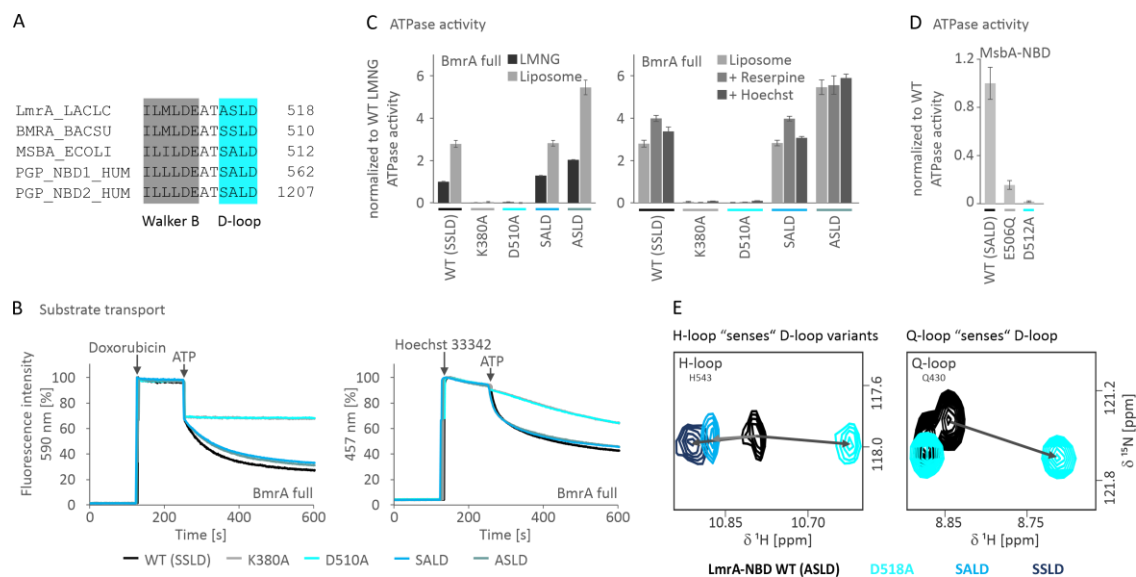 A
LmrA_LACLC ILMLDEATASLD 518
BMRA_BACSU ILMLDEATSSLD 510
MSBA_ECOLI ILILDEATSALD 512
PGP_NBD1_HUM ILLLDEATSALD 562
PGP_NBD2_HUM ILLLDEATSALD 1207
Walker B D-loop
C ATPase activity
normalized to WT LMNG
ATPase activity
6
4
2
0
BmrA full
LMNG
Liposome
WT (SSLD)
K380A
D510A
SALD
ASLD
6
4
2
0
BmrA full
Liposome
+ Reserpine
+ Hoechst
WT (SSLD)
K380A
D510A
SALD
ASLD
D ATPase activity
MsbA-NBD
normalized to WT
ATPase activity
1.2
0.8
0.4
0
WT (SALD)
E506Q
D512A
B Substrate transport
Fluorescence intensity
590 nm [%]
100
80
60
40
20
0
Doxorubicin
ATP
BmrA full
0 200 400 600
Time [s]
457 nm [%]
100
80
60
40
20
0
Hoechst 33342
ATP
BmrA full
0 200 400 600
Time [s]
WT (SSLD) K380A D510A SALD ASLD
E
H-loop “senses“ D-loop variants
H-loop
H543
117.6
118.0
10.85 10.70
δ ¹H [ppm]
Q-loop “senses“ D-loop
Q-loop
Q430
121.2
121.8
δ ¹⁵N [ppm]
8.85 8.75
δ ¹H [ppm]
LmrA-NBD WT (ASLD) D518A SALD SSLD